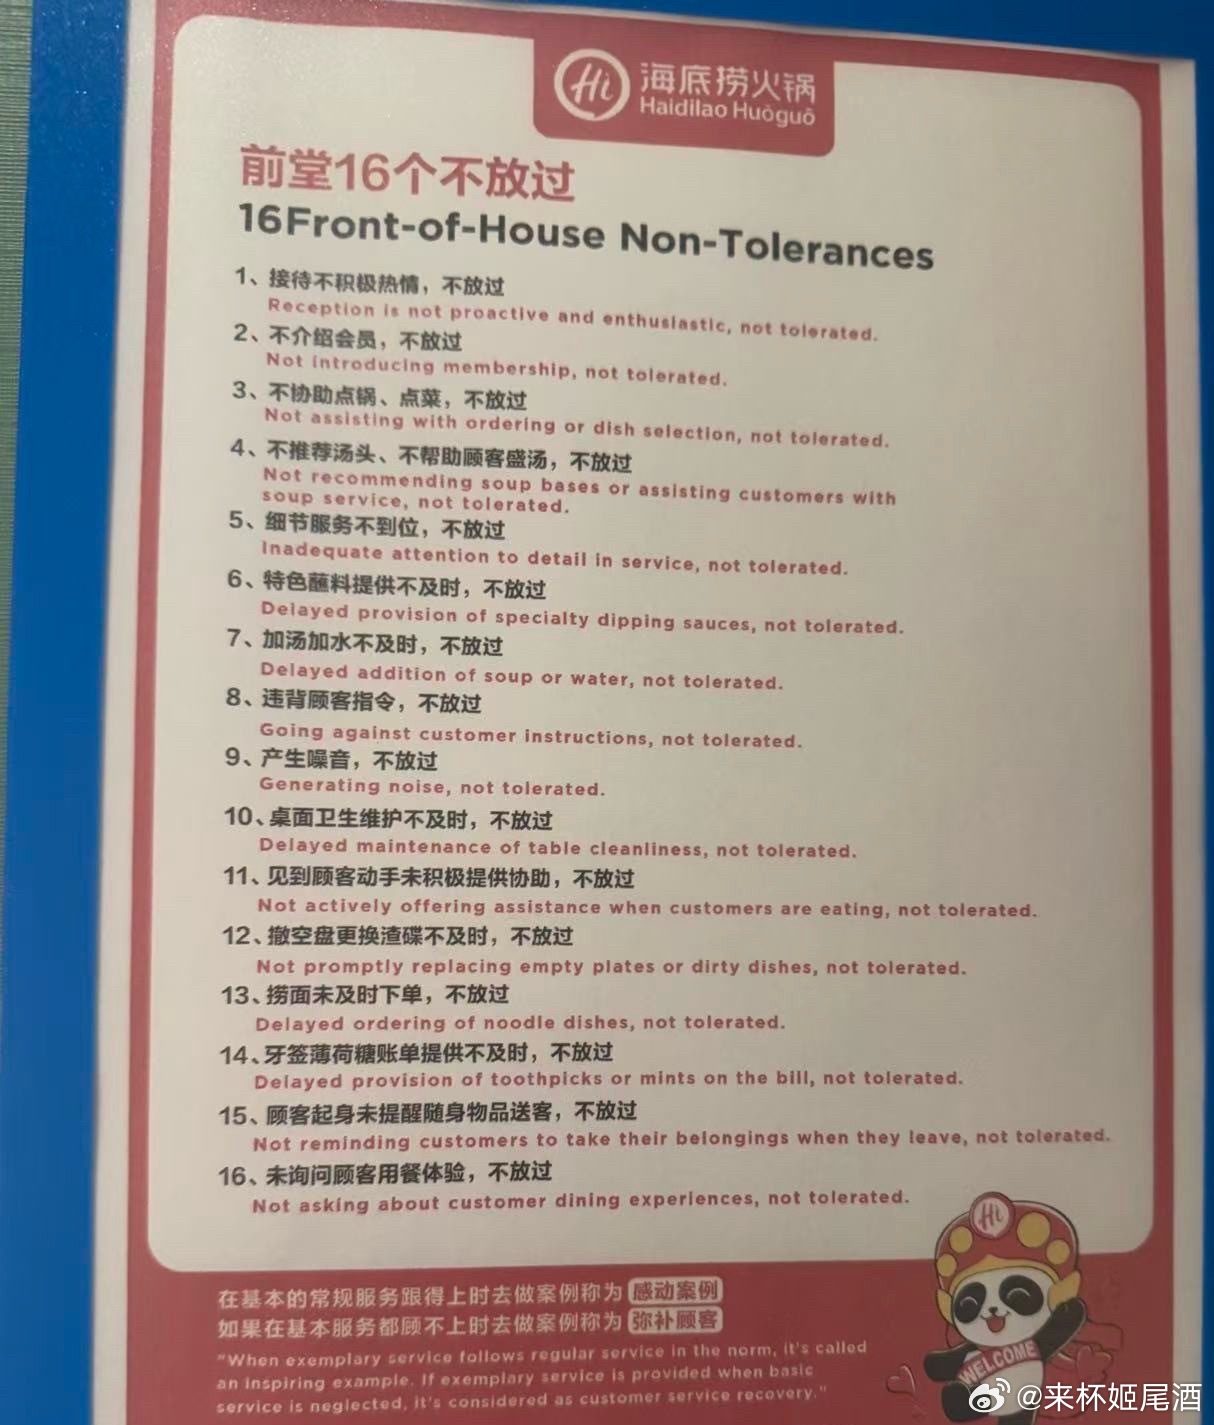 Hi 海底捞火锅
Haidilao Huǒguō
前堂16个不放过
16Front-of-House Non-Tolerances
1、接待不积极热情，不放过
Reception is not proactive and enthusiastic, not tolerated.
2、不介绍会员，不放过
Not introducing membership, not tolerated.
3、不协助点锅、点菜，不放过
Not assisting with ordering or dish selection, not tolerated.
4、不推荐汤头、不帮助顾客盛汤，不放过
Not recommending soup bases or assisting customers with
soup service, not tolerated.
5、细节服务不到位，不放过
Inadequate attention to detail in service, not tolerated.
6、特色蘸料提供不及时，不放过
Delayed provision of specialty dipping sauces, not tolerated.
7、加汤加水不及时，不放过
Delayed addition of soup or water, not tolerated.
8、违背顾客指令，不放过
Going against customer instructions, not tolerated.
9、产生噪音，不放过
Generating noise, not tolerated.
10、桌面卫生维护不及时，不放过
Delayed maintenance of table cleanliness, not tolerated.
11、见到顾客动手未积极提供协助，不放过
Not actively offering assistance when customers are eating, not tolerated.
12、撤空盘更换渣碟不及时，不放过
Not promptly replacing empty plates or dirty dishes, not tolerated.
13、捞面未及时下单，不放过
Delayed ordering of noodle dishes, not tolerated.
14、牙签薄荷糖账单提供不及时，不放过
Delayed provision of toothpicks or mints on the bill, not tolerated.
15、顾客起身未提醒随身物品送客，不放过
Not reminding customers to take their belongings when they leave, not tolerated.
16、未询问顾客用餐体验，不放过
Not asking about customer dining experiences, not tolerated.
Hi
在基本的常规服务跟得上时去做案例称为 感动案例
如果在基本服务都顾不上时去做案例称为 弥补顾客
"When exemplary service follows regular service in the norm, it's called
an inspiring example. If exemplary service is provided when basic
service is neglected, it's considered as customer service recovery."
WELCOME
@来杯姬尾酒